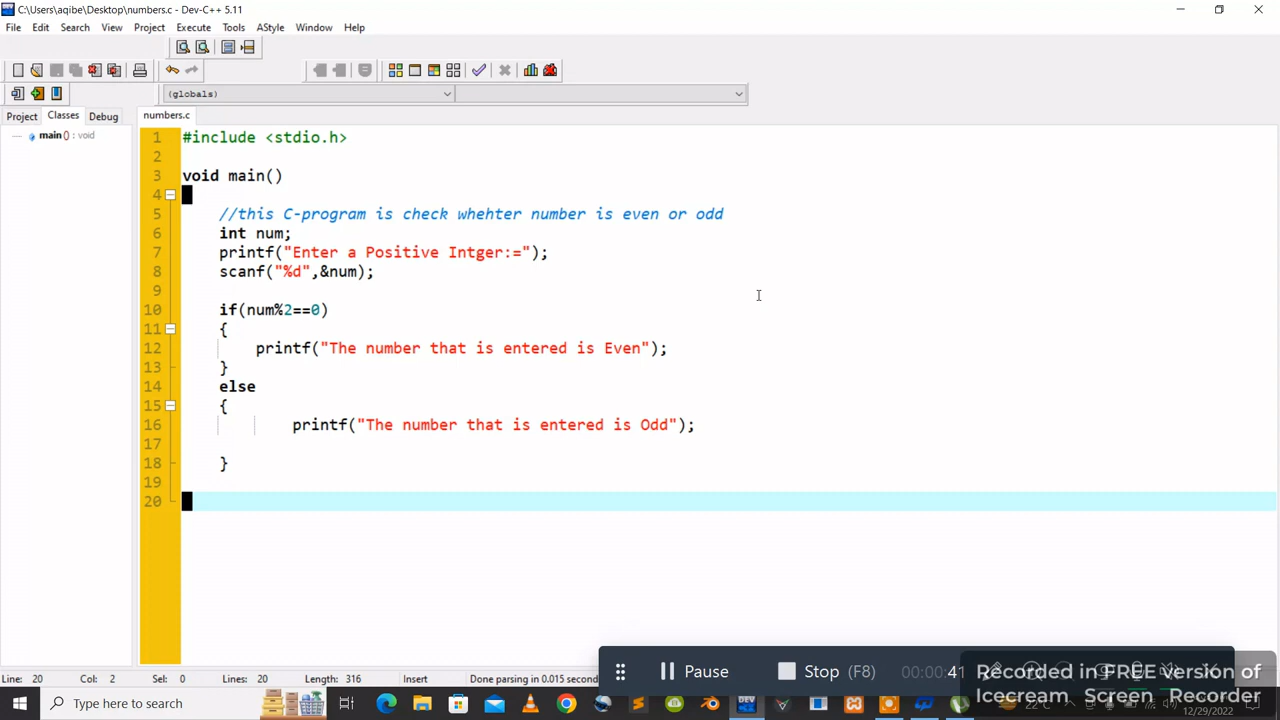 C:\Users\aqibe\Desktop\numbers.c - Dev-C++ 5.11
File Edit Search View Project Execute Tools AStyle Window Help
(globals)
Project Classes Debug numbers.c
main() : void
1 #include <stdio.h>
2
3 void main()
4
5 //this C-program is check whehter number is even or odd
6 int num;
7 printf("Enter a Positive Intger:=");
8 scanf("%d",&num);
9
10 if(num%2==0)
11 {
12 printf("The number that is entered is Even");
13 }
14 else
15 {
16 printf("The number that is entered is Odd");
17
18 }
19
20
Line: 20 Col: 2 Sel: 0 Lines: 20 Length: 316 Insert Done parsing in 0.015 second
Pause Stop (F8) 00:00:41
Recorded in FREE version of
Icecream Screen Recorder
Type here to search 22°C
12/29/2022